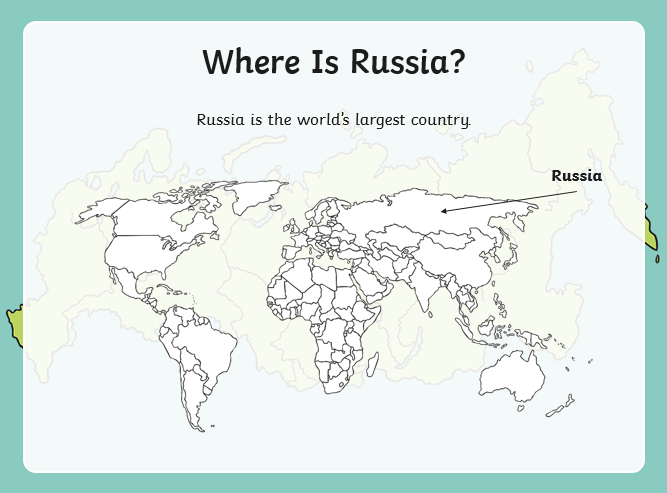 Where Is Russia?
Russia is the world's largest country.
Russia